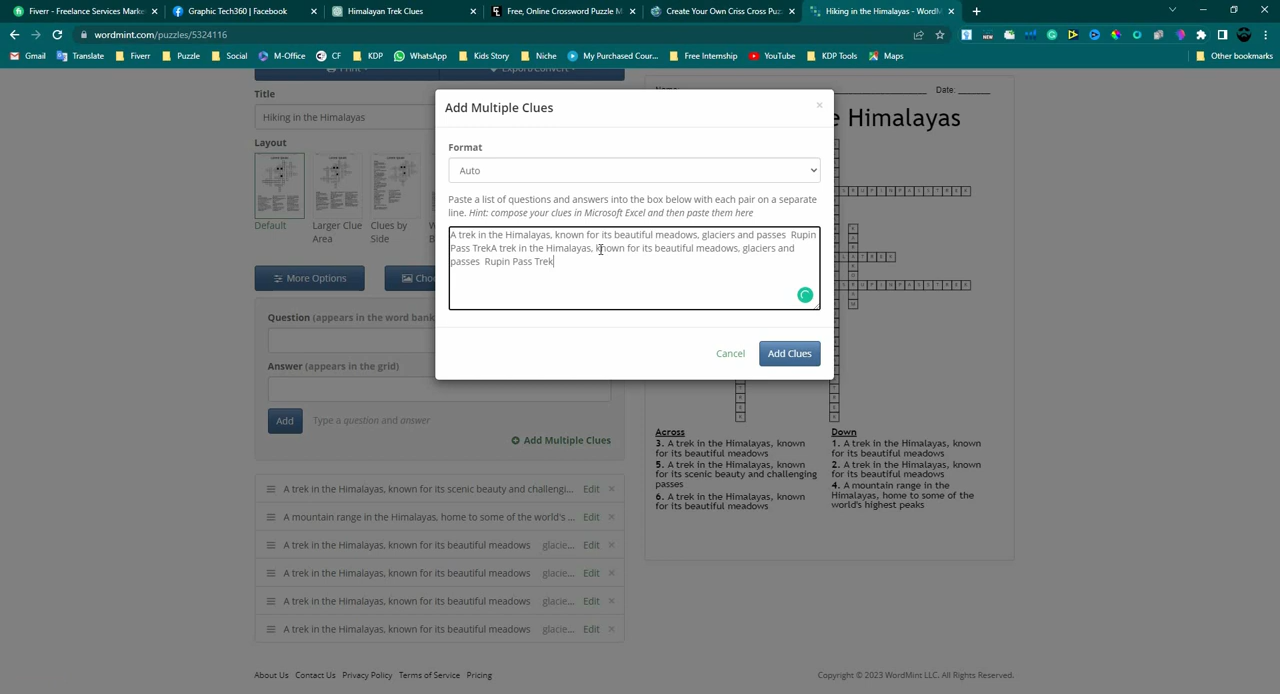 Fiverr - Freelance Services Mark
Graphic Tech360 | Facebook
Himalayan Trek Clues
Free, Online Crossword Puzzle M
Create Your Own Criss Cross Puz
Hiking in the Himalayas - WordM
wordmint.com/puzzles/5324116
Gmail
Translate
Fiverr
Puzzle
Social
M-Office
CF
KDP
WhatsApp
Kids Story
Niche
My Purchased Cour...
Free Internship
YouTube
KDP Tools
Maps
Other bookmarks
Title
Hiking in the Himalayas
Layout
Default
Larger Clue
Area
Clues by
Side
More Options
Question (appears in the word bank
Answer (appears in the grid)
Add
Type a question and answer
Add Multiple Clues
A trek in the Himalayas, known for its scenic beauty and challengi... Edit ×
A mountain range in the Himalayas, home to some of the world's ... Edit ×
A trek in the Himalayas, known for its beautiful meadows glacie... Edit ×
A trek in the Himalayas, known for its beautiful meadows glacie... Edit ×
A trek in the Himalayas, known for its beautiful meadows glacie... Edit ×
A trek in the Himalayas, known for its beautiful meadows glacie... Edit ×
Add Multiple Clues ×
Format
Auto
Paste a list of questions and answers into the box below with each pair on a separate
line. Hint: compose your clues in Microsoft Excel and then paste them here
A trek in the Himalayas, known for its beautiful meadows, glaciers and passes Rupin
Pass TrekA trek in the Himalayas, known for its beautiful meadows, glaciers and
passes Rupin Pass Trek
Cancel
Add Clues
Date: _______
e Himalayas
Across
3. A trek in the Himalayas, known
for its beautiful meadows
5. A trek in the Himalayas, known
for its scenic beauty and challenging
passes
6. A trek in the Himalayas, known
for its beautiful meadows
Down
1. A trek in the Himalayas, known
for its beautiful meadows
2. A trek in the Himalayas, known
for its beautiful meadows
4. A mountain range in the
Himalayas, home to some of the
world's highest peaks
About Us Contact Us Privacy Policy Terms of Service Pricing
Copyright © 2023 WordMint LLC. All Rights Reserved.